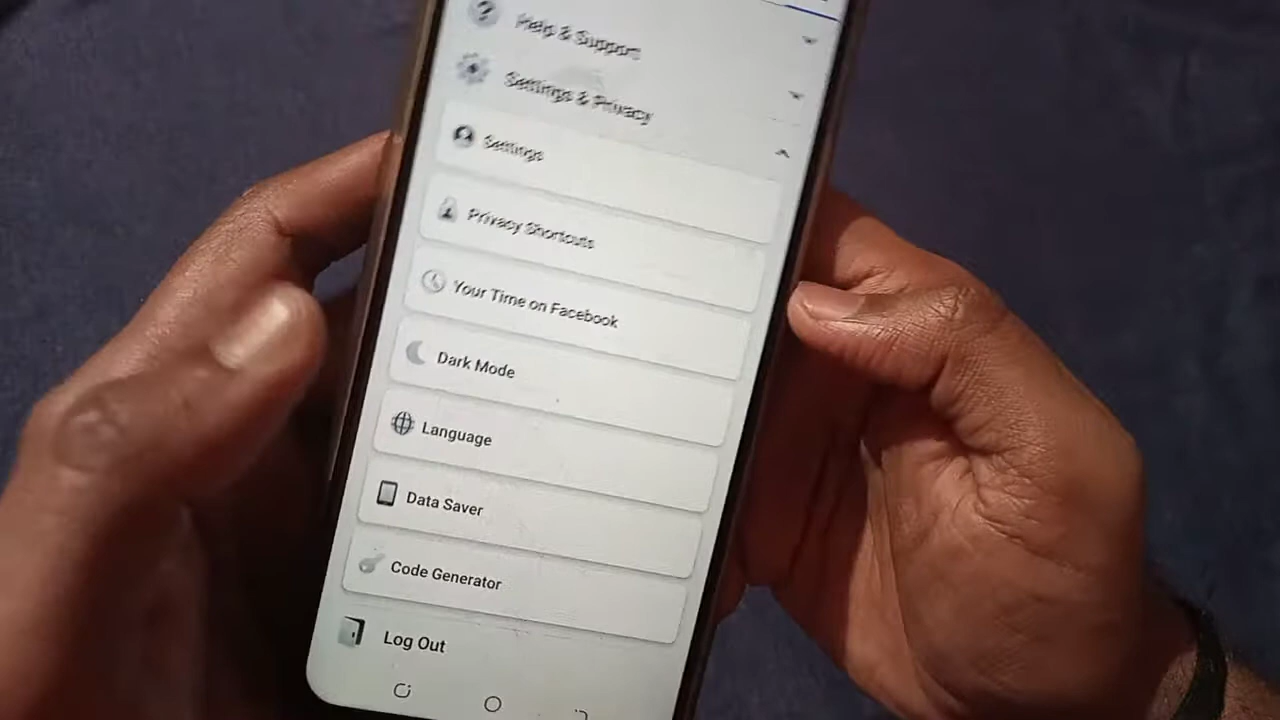 Help & Support
Settings & Privacy
Settings
Privacy Shortcuts
Your Time on Facebook
Dark Mode
Language
Data Saver
Code Generator
Log Out